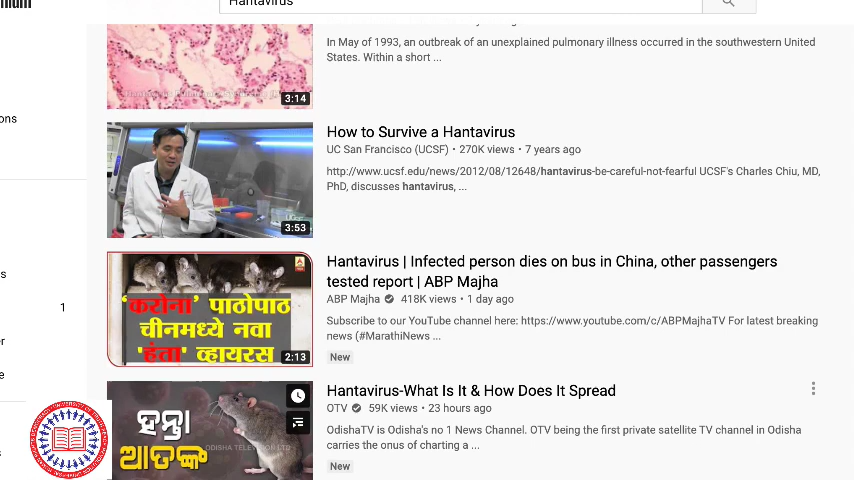 Hantavirus
In May of 1993, an outbreak of an unexplained pulmonary illness occurred in the southwestern United
States. Within a short ...
3:14
ons
How to Survive a Hantavirus
UC San Francisco (UCSF) • 270K views • 7 years ago
http://www.ucsf.edu/news/2012/08/12648/hantavirus-be-careful-not-fearful UCSF's Charles Chiu, MD,
PhD, discusses hantavirus, ...
3:53
Hantavirus | Infected person dies on bus in China, other passengers
tested report | ABP Majha
ABP Majha 418K views • 1 day ago
Subscribe to our YouTube channel here: https://www.youtube.com/c/ABPMajhaTV For latest breaking
news (#MarathiNews ...
New
'करोना' पाठोपाठ
चीनमध्ये नवा
'हंता' व्हायरस
2:13
1
Hantavirus-What Is It & How Does It Spread
OTV 59K views • 23 hours ago
OdishaTV is Odisha's no 1 News Channel. OTV being the first private satellite TV channel in Odisha
carries the onus of charting a ...
New
ହନ୍ତା
ଆତଙ୍କ
ODISHA TELEVISION LTD